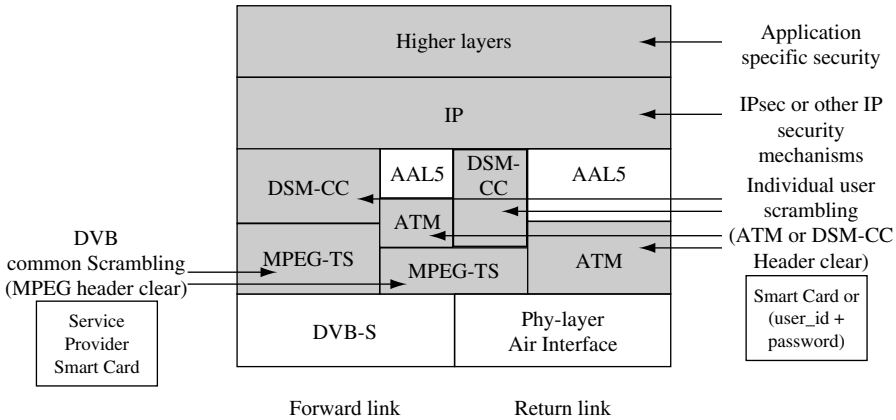 Higher layers
Application
specific security
IP
IPsec or other IP
security
mechanisms
DSM-CC
AAL5
DSM-
CC
AAL5
ATM
Individual user
scrambling
(ATM or DSM-CC
Header clear)
DVB
common Scrambling
(MPEG header clear)
MPEG-TS
MPEG-TS
ATM
Service
Provider
Smart Card
DVB-S
Phy-layer
Air Interface
Smart Card or
(user_id +
password)
Forward link
Return link